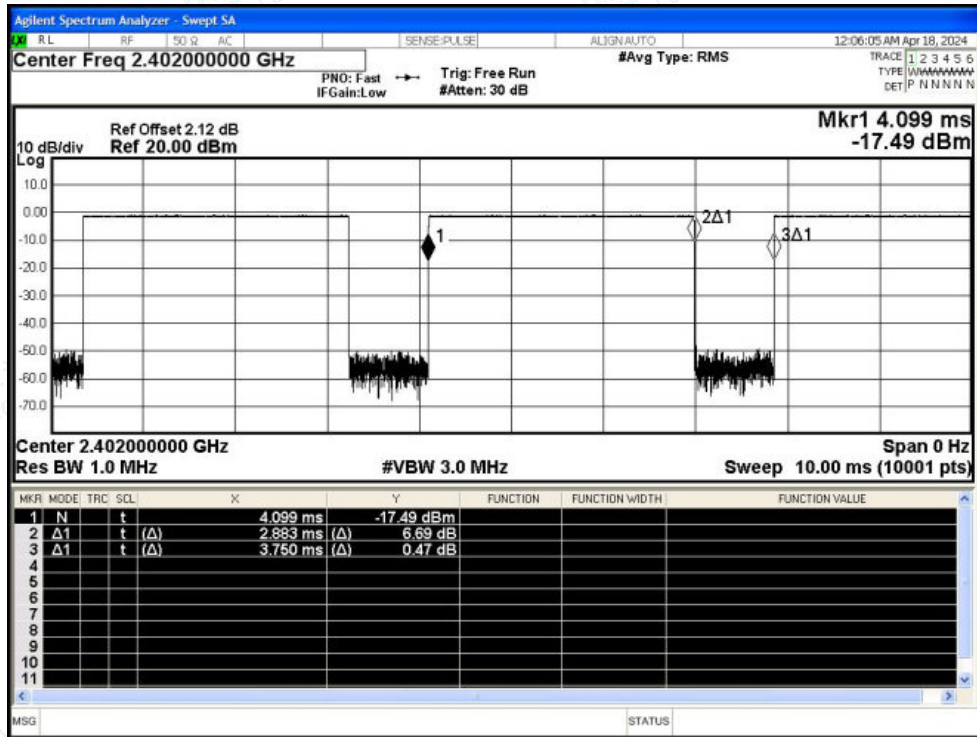 Agilent Spectrum Analyzer - Swept SA
RL RF 50 Ω AC SENSE:PULSE ALIGN AUTO 12:06:05 AM Apr 18, 2024
Center Freq 2.402000000 GHz
#Avg Type: RMS
TRACE 1 2 3 4 5 6
PNO: Fast Trig: Free Run
TYPE
IFGain:Low #Atten: 30 dB
DET P N N N N N
Mkr1 4.099 ms
-17.49 dBm
Ref Offset 2.12 dB
10 dB/div Ref 20.00 dBm
Log
10.0
0.00
-10.0
-20.0
-30.0
-40.0
-50.0
-60.0
-70.0
1
2Δ1
3Δ1
Center 2.402000000 GHz Span 0 Hz
Res BW 1.0 MHz #VBW 3.0 MHz Sweep 10.00 ms (10001 pts)
MKR MODE TRC SCL X Y FUNCTION FUNCTION WIDTH FUNCTION VALUE
1 N t 4.099 ms -17.49 dBm
2 Δ1 t (Δ) 2.883 ms (Δ) 6.69 dB
3 Δ1 t (Δ) 3.750 ms (Δ) 0.47 dB
4
5
6
7
8
9
10
11
MSG STATUS